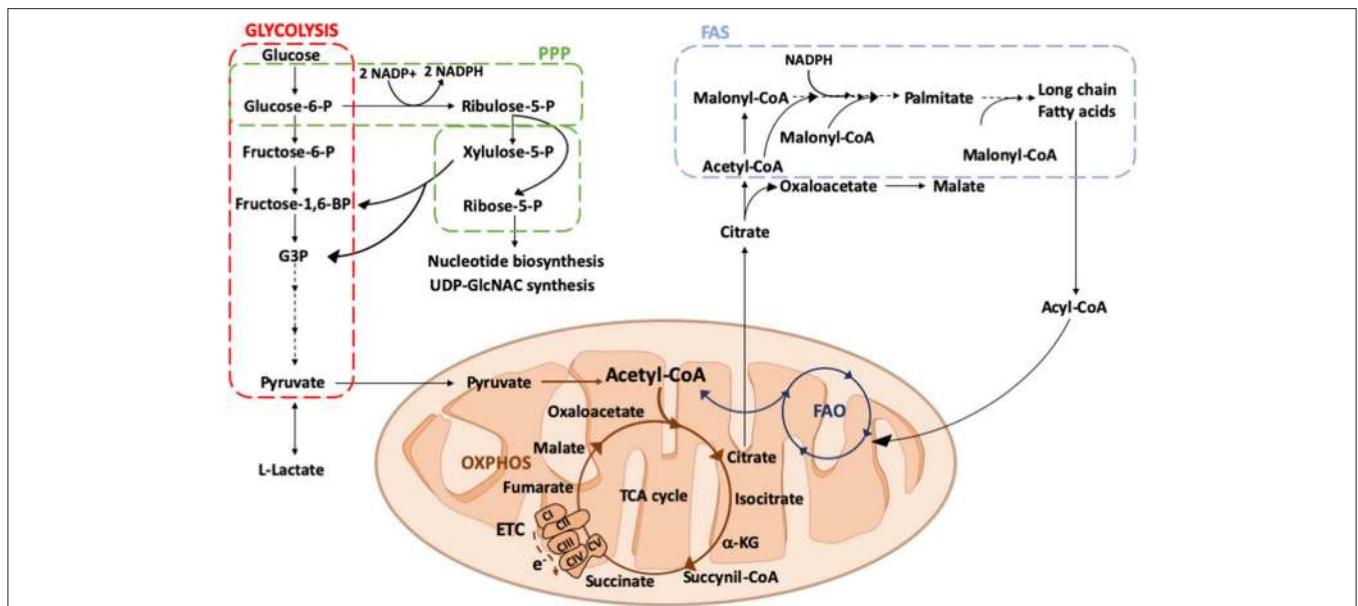 GLYCOLYSIS
Glucose
PPP
2 NADP+ 2 NADPH
Glucose-6-P
Ribulose-5-P
Fructose-6-P
Xylulose-5-P
Fructose-1,6-BP
Ribose-5-P
G3P
Nucleotide biosynthesis
UDP-GlcNAC synthesis
Pyruvate
L-Lactate
FAS
NADPH
Malonyl-CoA
Palmitate
Long chain
Fatty acids
Malonyl-CoA
Malonyl-CoA
Acetyl-CoA
Oxaloacetate
Malate
Citrate
Acyl-CoA
Pyruvate
Acetyl-CoA
Oxaloacetate
FAO
Malate
OXPHOS
Citrate
Fumarate
TCA cycle
Isocitrate
CI
CII
ETC
CIII
CV
CIV
α-KG
e-
Succinate
Succynil-CoA